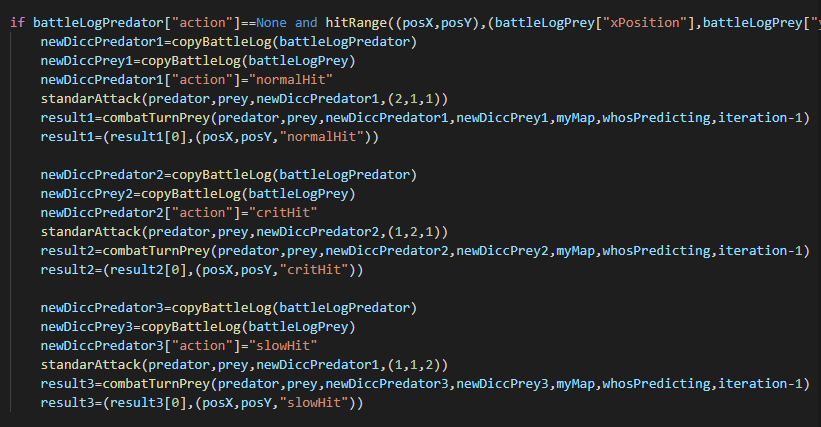 if battleLogPredator["action"]==None and hitRange((posX,posY),(battleLogPrey["xPosition"],battleLogPrey["
newDiccPredator1=copyBattleLog(battleLogPredator)
newDiccPrey1=copyBattleLog(battleLogPrey)
newDiccPredator1["action"]="normalHit"
standarAttack(predator,prey,newDiccPredator1,(2,1,1))
result1=combatTurnPrey(predator,prey,newDiccPredator1,newDiccPrey1,myMap,whosPredicting,iteration-1)
result1=(result1[0],(posX,posY,"normalHit"))
newDiccPredator2=copyBattleLog(battleLogPredator)
newDiccPrey2=copyBattleLog(battleLogPrey)
newDiccPredator2["action"]="critHit"
standarAttack(predator,prey,newDiccPredator2,(1,2,1))
result2=combatTurnPrey(predator,prey,newDiccPredator2,newDiccPrey2,myMap,whosPredicting,iteration-1)
result2=(result2[0],(posX,posY,"critHit"))
newDiccPredator3=copyBattleLog(battleLogPredator)
newDiccPrey3=copyBattleLog(battleLogPrey)
newDiccPredator3["action"]="slowHit"
standarAttack(predator,prey,newDiccPredator1,(1,1,2))
result3=combatTurnPrey(predator,prey,newDiccPredator3,newDiccPrey3,myMap,whosPredicting,iteration-1)
result3=(result3[0],(posX,posY,"slowHit"))